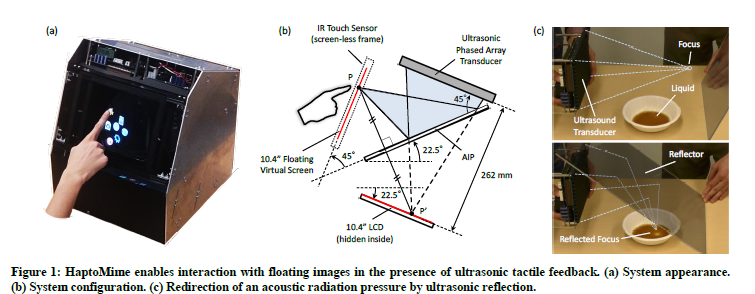 (a)
(b)
IR Touch Sensor
(screen-less frame)
Ultrasonic
Phased Array
Transducer
P
45˚
10.4” Floating
Virtual Screen
45˚
22.5˚
AIP
262 mm
22.5˚
P’
10.4” LCD
(hidden inside)
(c)
Focus
Liquid
Ultrasound
Transducer
Reflector
Reflected Focus
Figure 1: HaptoMime enables interaction with floating images in the presence of ultrasonic tactile feedback. (a) System appearance.
(b) System configuration. (c) Redirection of an acoustic radiation pressure by ultrasonic reflection.